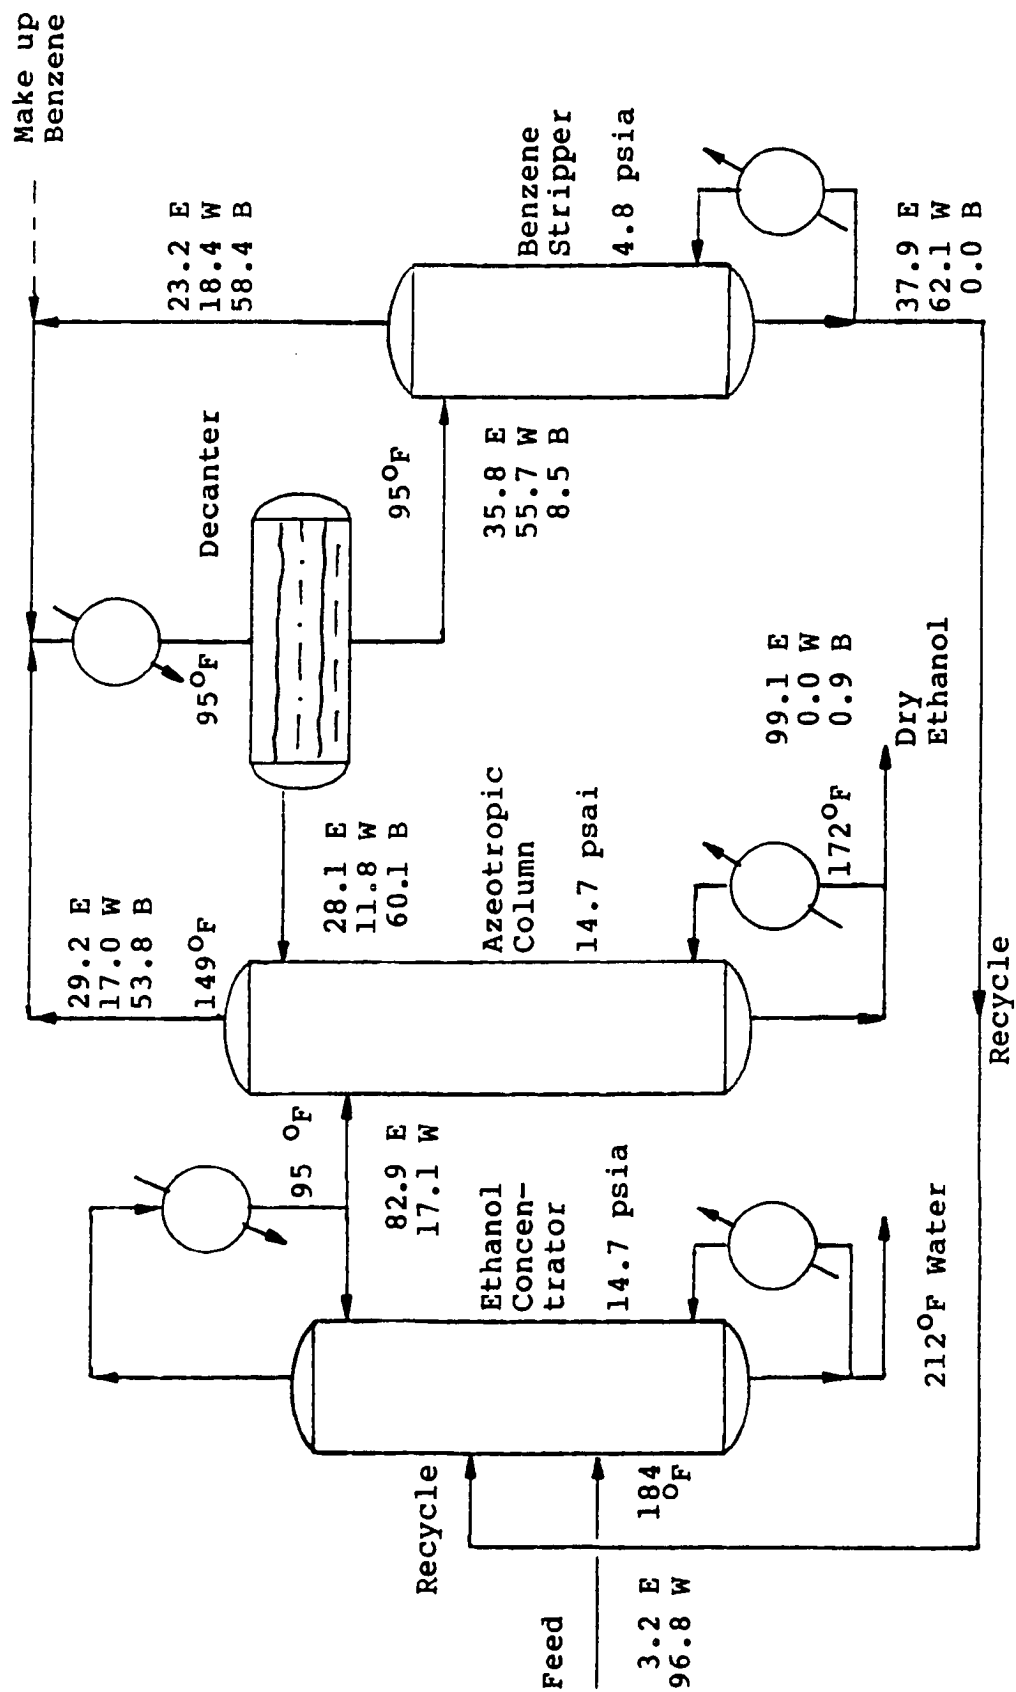 Make up
Benzene
23.2 E
18.4 W
58.4 B
Benzene
Stripper
4.8 psia
37.9 E
62.1 W
0.0 B
Decanter
95°F
95°F
35.8 E
55.7 W
8.5 B
29.2 E
17.0 W
53.8 B
149°F
28.1 E
11.8 W
60.1 B
Azeotropic
Column
14.7 psai
172°F
99.1 E
0.0 W
0.9 B
Dry
Ethanol
95 °F
82.9 E
17.1 W
Ethanol
Concen-
trator
14.7 psia
212°F Water
Recycle
Recycle
184
°F
Feed
3.2 E
96.8 W